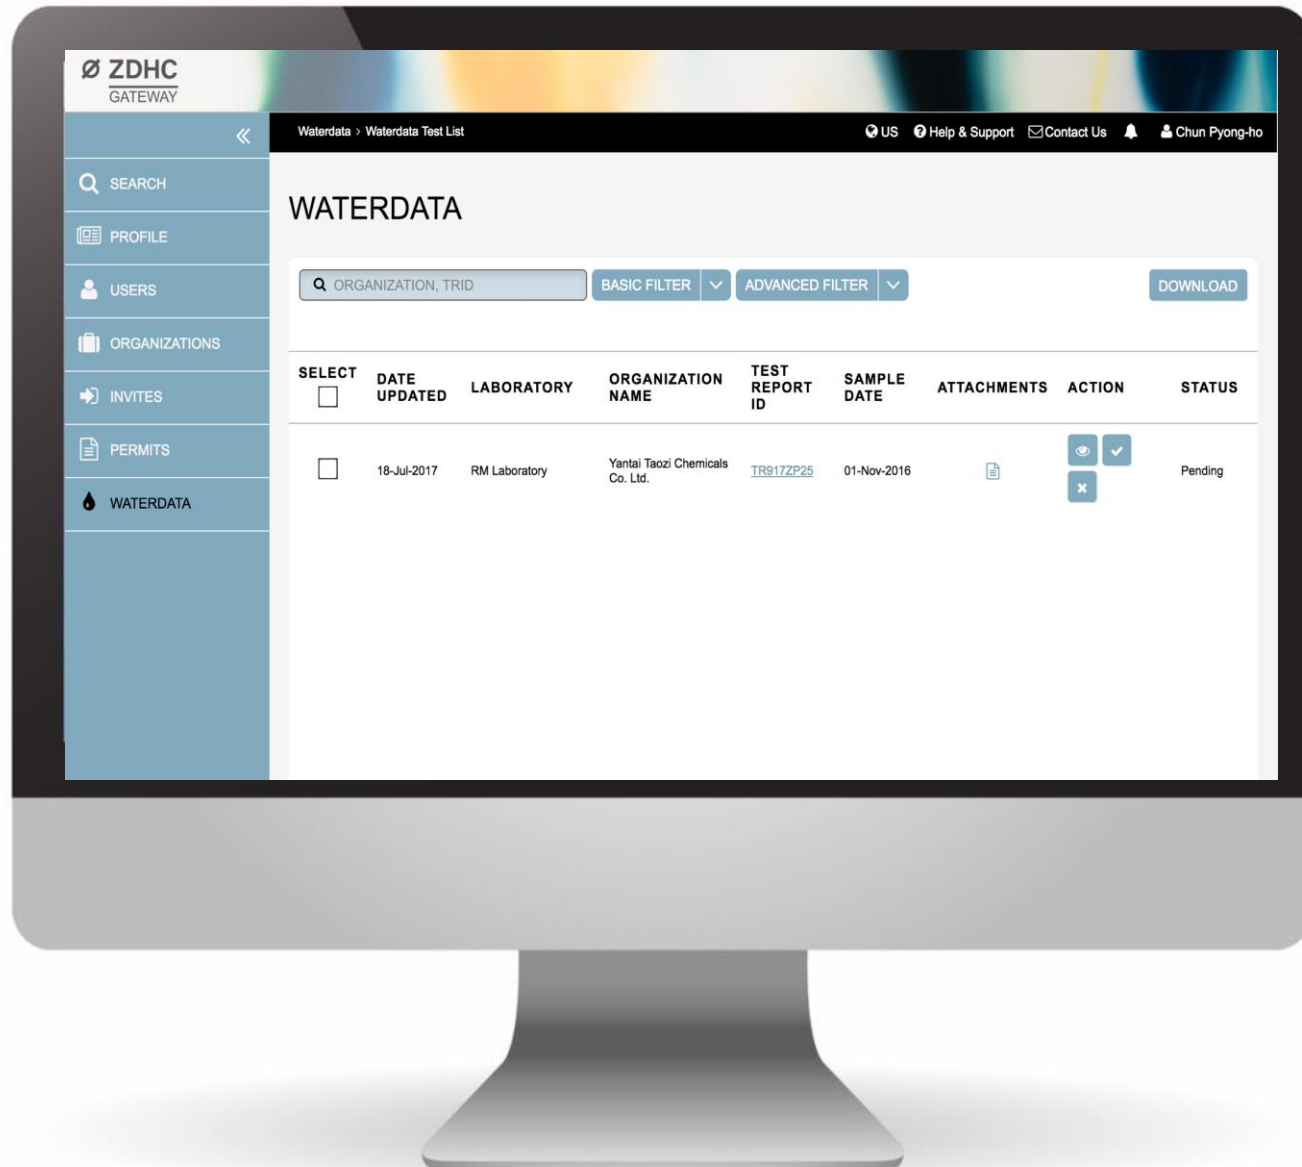 Ø ZDHC
GATEWAY
Waterdata > Waterdata Test List
US
Help & Support
Contact Us
Chun Pyong-ho
SEARCH
PROFILE
USERS
ORGANIZATIONS
INVITES
PERMITS
WATERDATA
WATERDATA
ORGANIZATION, TRID
BASIC FILTER
ADVANCED FILTER
DOWNLOAD
SELECT
DATE
UPDATED
LABORATORY
ORGANIZATION
NAME
TEST
REPORT
ID
SAMPLE
DATE
ATTACHMENTS
ACTION
STATUS
18-Jul-2017
RM Laboratory
Yantai Taozi Chemicals
Co. Ltd.
TR917ZP25
01-Nov-2016
Pending